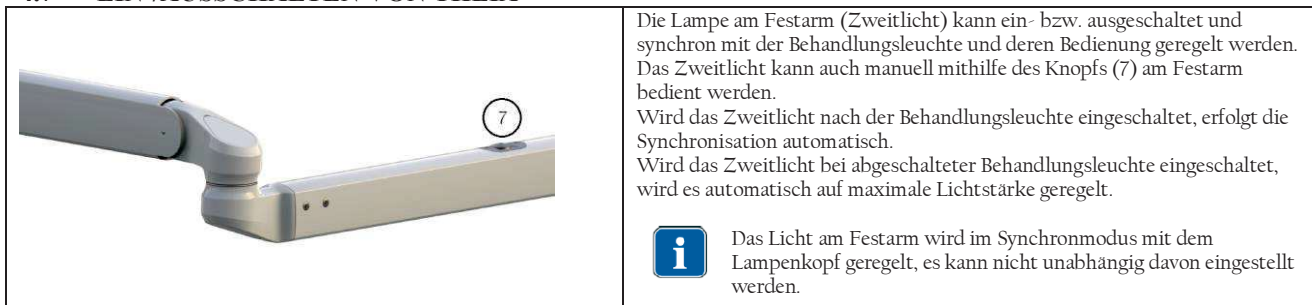 Die Lampe am Festarm (Zweitlicht) kann ein- bzw. ausgeschaltet und
synchron mit der Behandlungsleuchte und deren Bedienung geregelt werden.
Das Zweitlicht kann auch manuell mithilfe des Knopfs (7) am Festarm
bedient werden.
Wird das Zweitlicht nach der Behandlungsleuchte eingeschaltet, erfolgt die
Synchronisation automatisch.
Wird das Zweitlicht bei abgeschalteter Behandlungsleuchte eingeschaltet,
wird es automatisch auf maximale Lichtstärke geregelt.
7
i
Das Licht am Festarm wird im Synchronmodus mit dem
Lampenkopf geregelt, es kann nicht unabhängig davon eingestellt
werden.